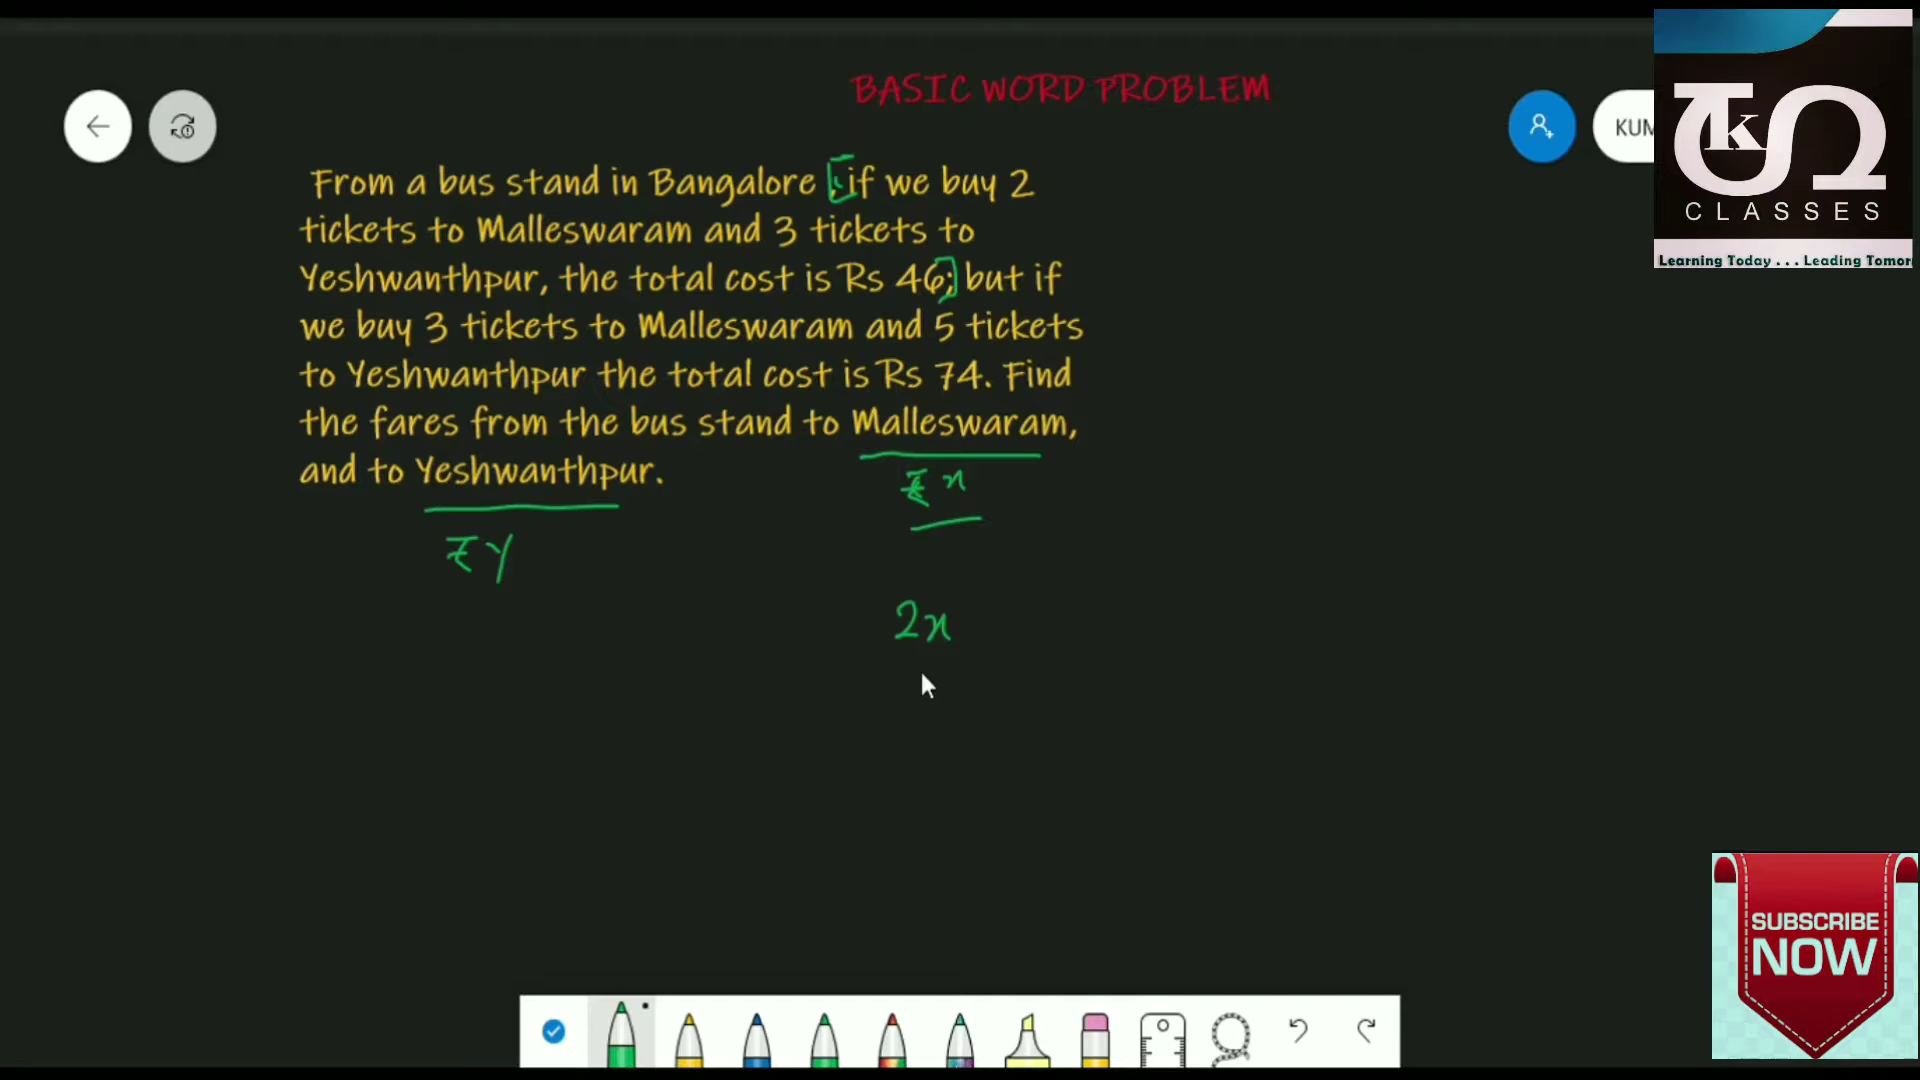 BASIC WORD PROBLEM
KUM
From a bus stand in Bangalore , if we buy 2
tickets to Malleswaram and 3 tickets to
Yeshwanthpur, the total cost is Rs 46; but if
we buy 3 tickets to Malleswaram and 5 tickets
to Yeshwanthpur the total cost is Rs 74. Find
the fares from the bus stand to Malleswaram,
and to Yeshwanthpur.
₹ x
₹ y
2x
K
CLASSES
Learning Today . . . Leading Tomor
SUBSCRIBE
NOW